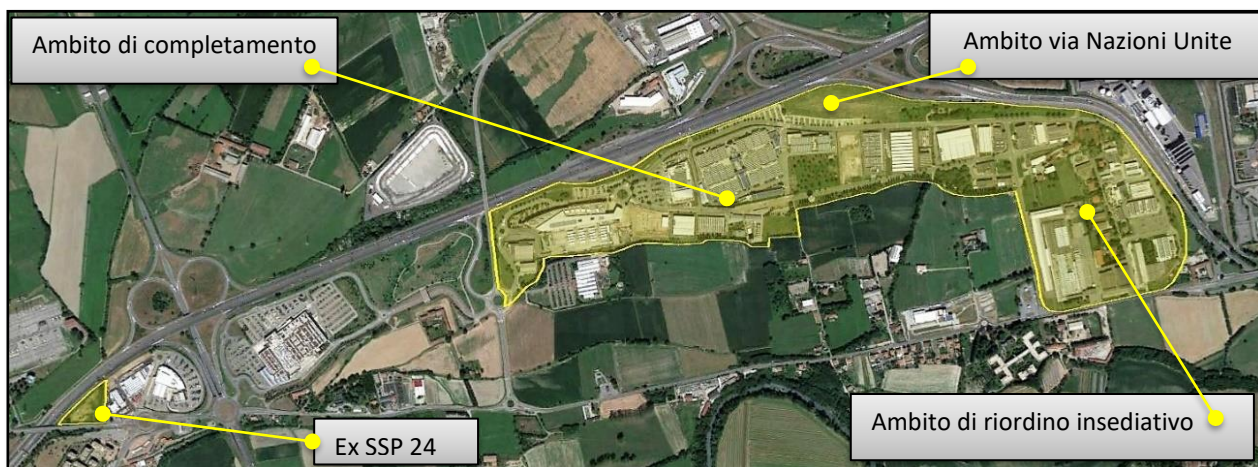 Ambito di completamento
Ambito via Nazioni Unite
Ambito di riordino insediativo
Ex SSP 24